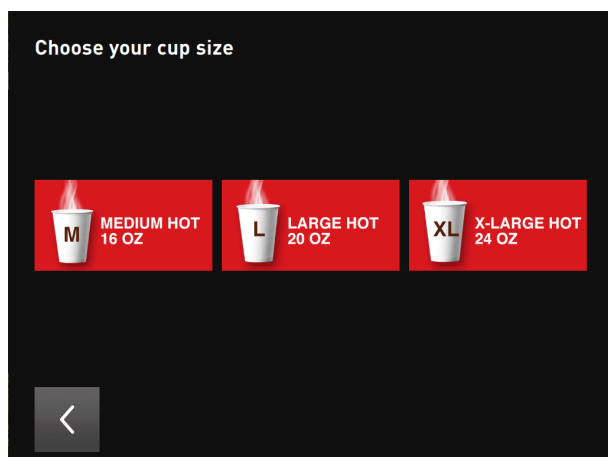 Choose your cup size
M
MEDIUM HOT
16 OZ
L
LARGE HOT
20 OZ
XL
X-LARGE HOT
24 OZ